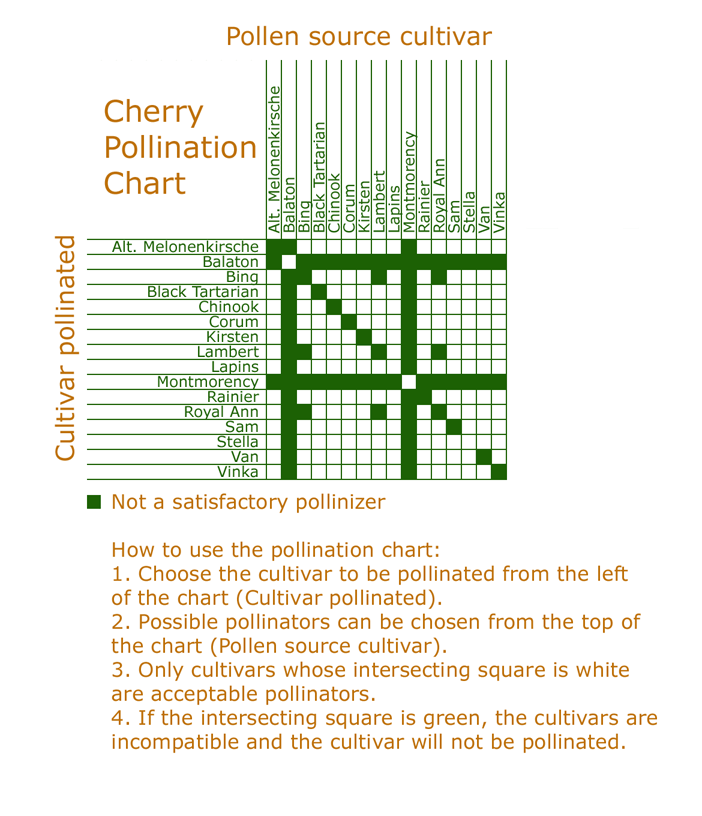 Pollen source cultivar
Cherry
Pollination
Chart
Alt. Melonenkirsche
Balaton
Bing
Black Tartarian
Chinook
Corum
Kirsten
Lambert
Lapins
Montmorency
Rainier
Royal Ann
Sam
Stella
Van
Vinka
Cultivar pollinated
Alt. Melonenkirsche
Balaton
Bing
Black Tartarian
Chinook
Corum
Kirsten
Lambert
Lapins
Montmorency
Rainier
Royal Ann
Sam
Stella
Van
Vinka
Not a satisfactory pollinizer
How to use the pollination chart:
1. Choose the cultivar to be pollinated from the left
of the chart (Cultivar pollinated).
2. Possible pollinators can be chosen from the top of
the chart (Pollen source cultivar).
3. Only cultivars whose intersecting square is white
are acceptable pollinators.
4. If the intersecting square is green, the cultivars are
incompatible and the cultivar will not be pollinated.